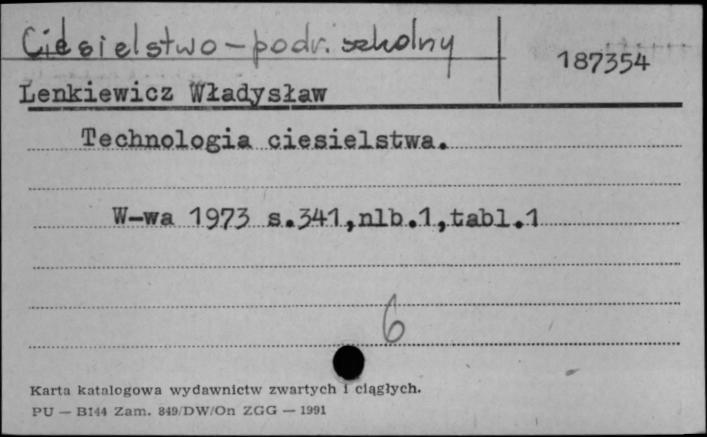 Ciesielstwo - podr. szkolny
187354
Lenkiewicz Władysław
Technologia ciesielstwa.
W-wa 1973 s.341,nlb.1,tabl.1
6
Karta katalogowa wydawnictw zwartych i ciągłych.
PU — B144 Zam. 849/DW/On ZGG — 1991